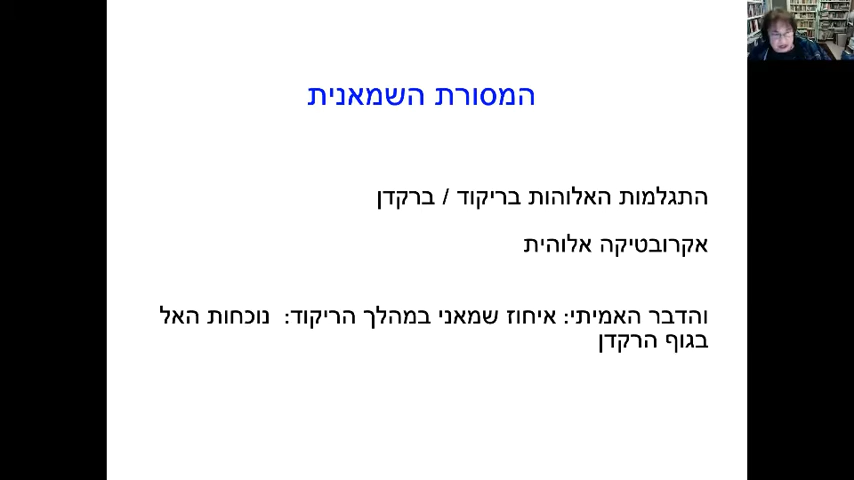 המסורת השמאנית
התגלמות האלוהות בריקוד / ברקדן
אקרובטיקה אלוהית
והדבר האמיתי: איחוז שמאני במהלך הריקוד:  נוכחות האל
בגוף הרקדן